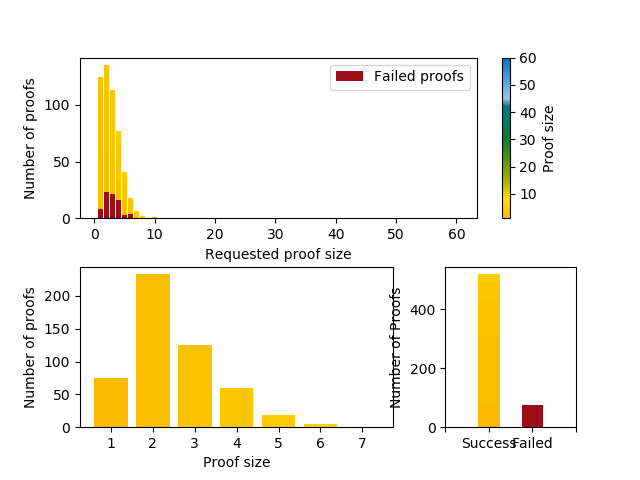 Failed proofs
Number of proofs
100
50
0
0 10 20 30 40 50 60
Requested proof size
60
50
40
30
20
10
Proof size
Number of proofs
200
150
100
50
0
1 2 3 4 5 6 7
Proof size
Number of Proofs
400
200
0
Success Failed